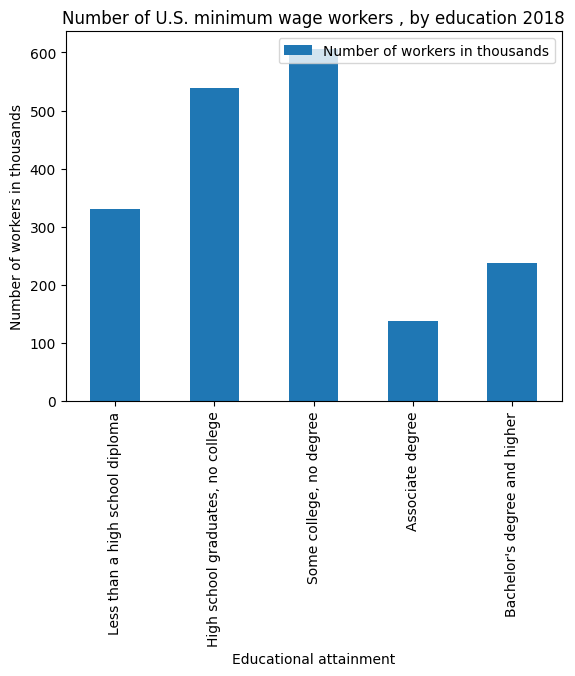 Number of U.S. minimum wage workers , by education 2018
Number of workers in thousands
Number of workers in thousands
600
500
400
300
200
100
0
Less than a high school diploma
High school graduates, no college
Some college, no degree
Associate degree
Bachelor's degree and higher
Educational attainment